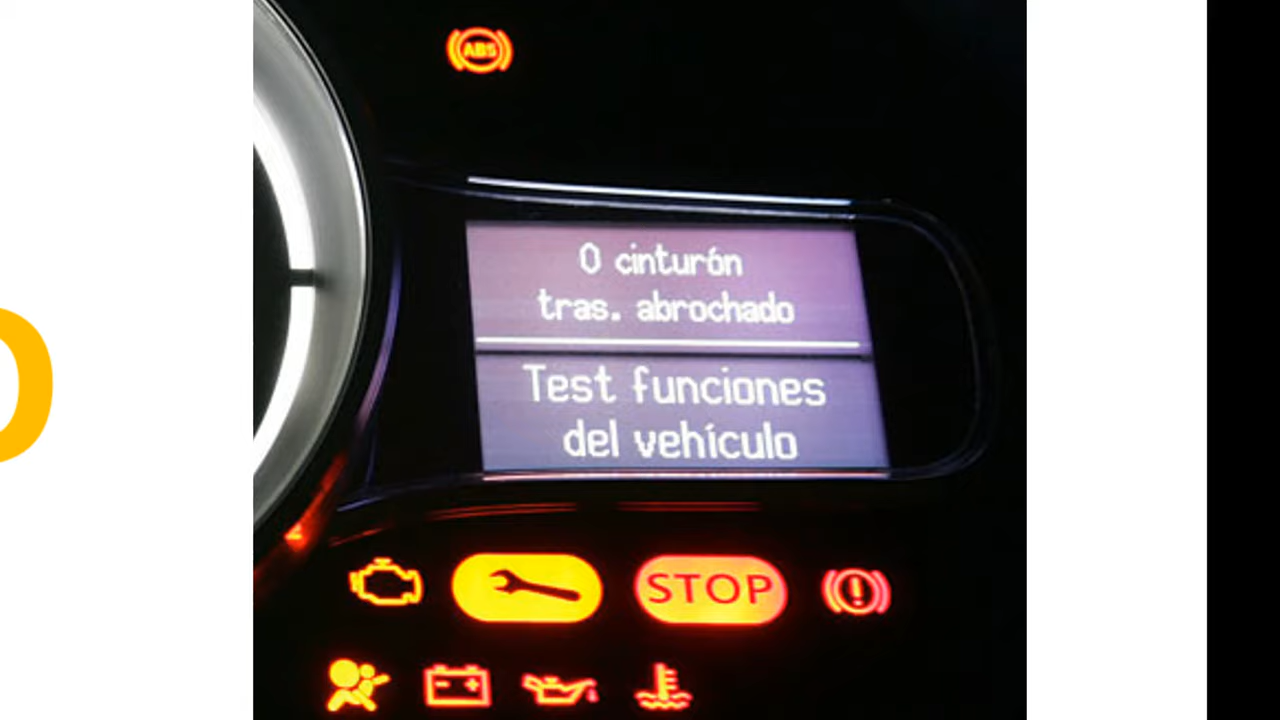 ABS
0 cinturón
tras. abrochado
Test funciones
del vehículo
STOP